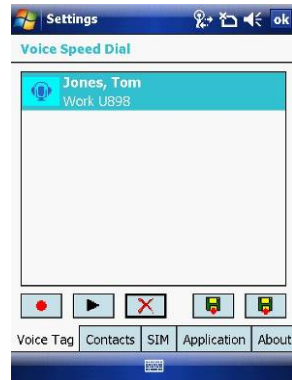 Settings ok
Voice Speed Dial
Jones, Tom
Work U898
Voice Tag Contacts SIM Application About